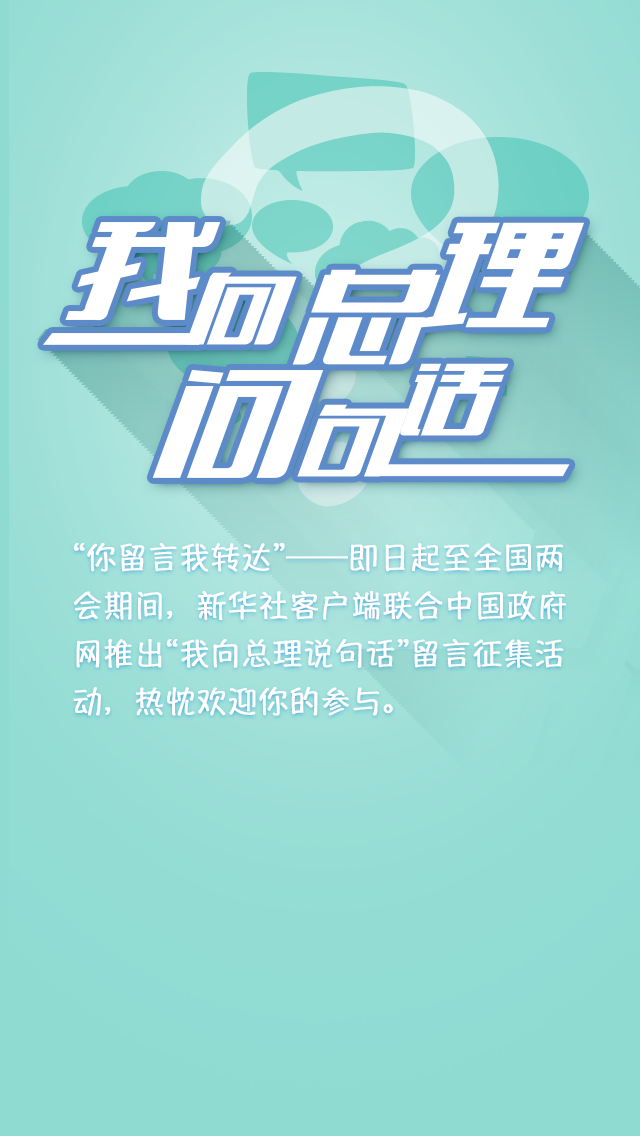 我向总理
问句话
“你留言我转达”——即日起至全国两
会期间，新华社客户端联合中国政府
网推出“我向总理说句话”留言征集活
动，热忱欢迎你的参与。